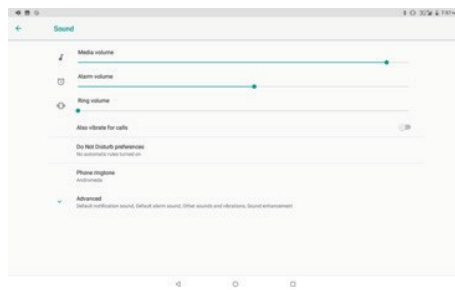 Sound
Media volume
Alarm volume
Ring volume
Also vibrate for calls
Do Not Disturb preferences
No automatic rules turned on
Phone ringtone
Andromeda
Advanced
Default notification sound, Default alarm sound, Other sounds and vibrations, Sound enhancement